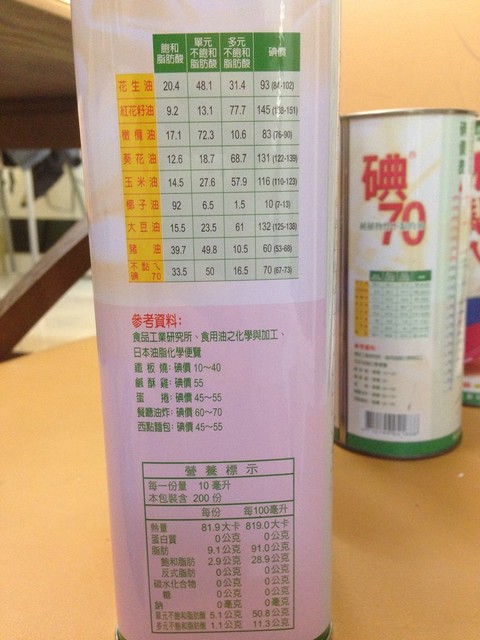 飽和脂肪酸 單元不飽和脂肪酸 多元不飽和脂肪酸 碘價
花生油 20.4 48.1 31.4 93 (84-102)
紅花籽油 9.2 13.1 77.7 145 (138-151)
橄欖油 17.1 72.3 10.6 83 (76-90)
葵花油 12.6 18.7 68.7 131 (122-139)
玉米油 14.5 27.6 57.9 116 (110-123)
椰子油 92 6.5 1.5 10 (7-13)
大豆油 15.5 23.5 61 132 (125-138)
豬油 39.7 49.8 10.5 60 (53-68)
不黏ㄟ碘70 33.5 50 16.5 70 (67-73)
參考資料:
食品工業研究所、食用油之化學與加工、
日本油脂化學便覽
鐵板燒: 碘價 10~40
鹹酥雞: 碘價 55
蛋捲: 碘價 45~55
餐廳油炸: 碘價 60~70
西點麵包: 碘價 45~55
營養標示
每一份量 10 毫升
本包裝含 200 份
每份 每100毫升
熱量 81.9大卡 819.0大卡
蛋白質 0公克 0公克
脂肪 9.1公克 91.0公克
飽和脂肪 2.9公克 28.9公克
反式脂肪 0公克 0公克
碳水化合物 0公克 0公克
糖 0公克 0公克
鈉 0毫克 0毫克
單元不飽和脂肪酸 5.1公克 50.8公克
多元不飽和脂肪酸 1.1公克 11.3公克
碘®
70